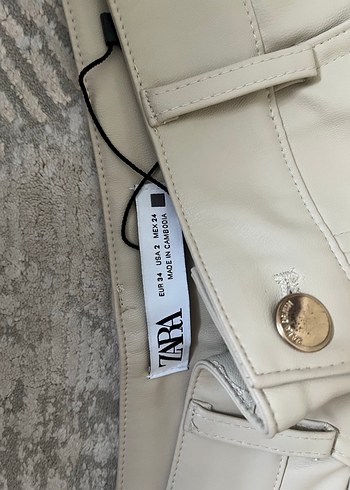 ZARA
EUR 34 USA 2 MEX 24
MADE IN CAMBODIA